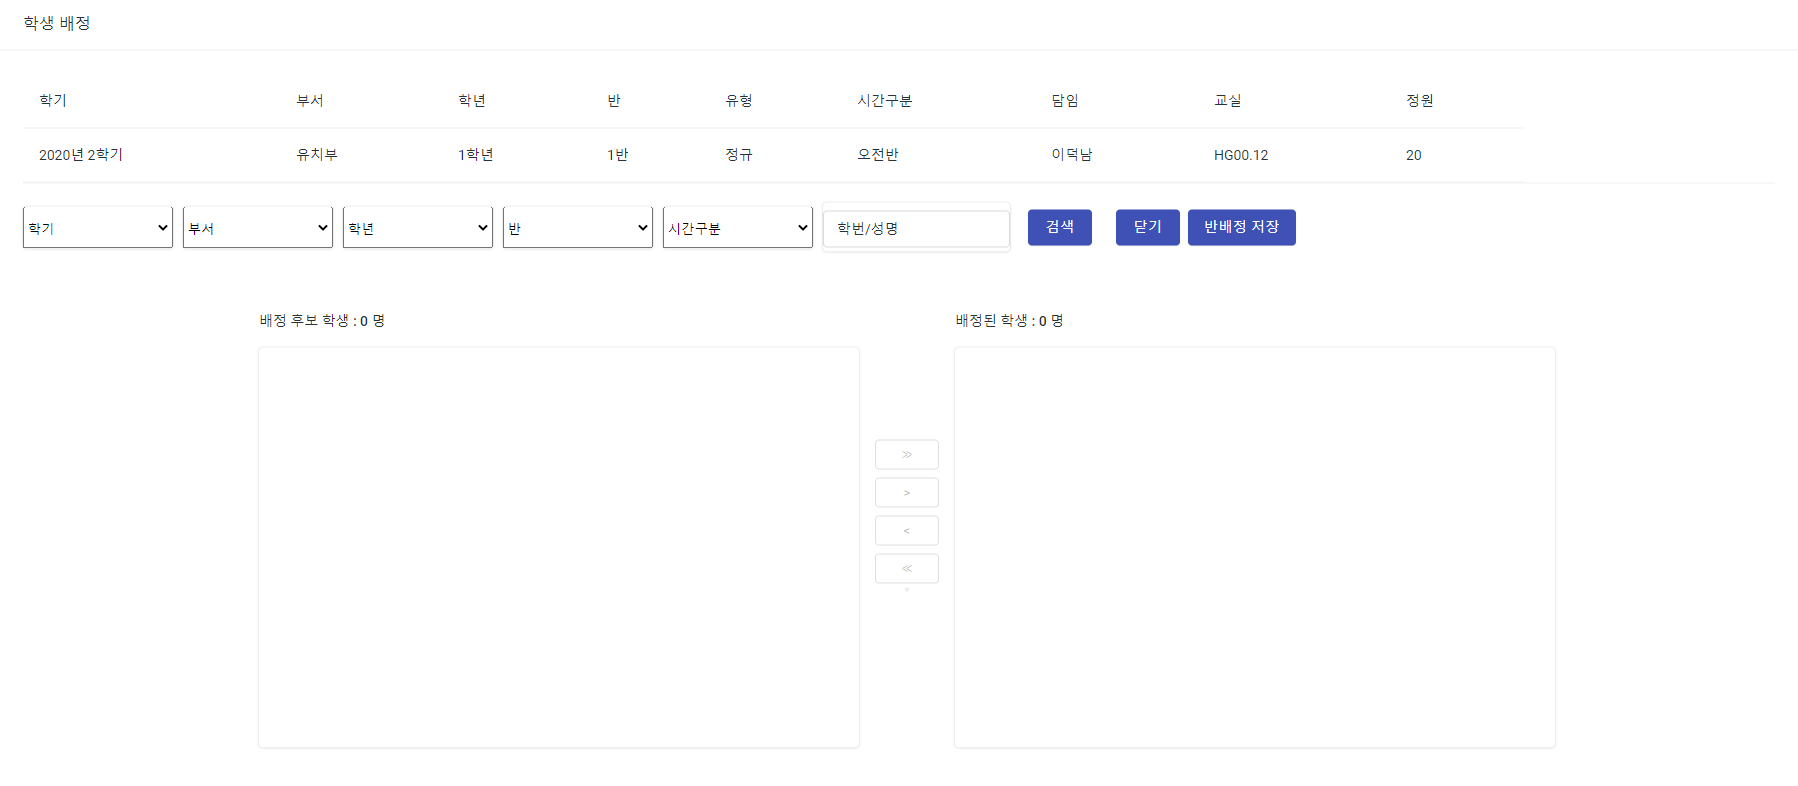 학생 배정
학기 부서 학년 반 유형 시간구분 담임 교실 정원
2020년 2학기 유치부 1학년 1반 정규 오전반 이덕남 HG00.12 20
학기 부서 학년 반 시간구분 학번/성명 검색 닫기 반배정 저장
배정 후보 학생 : 0 명 배정된 학생 : 0 명
≫
>
<
≪